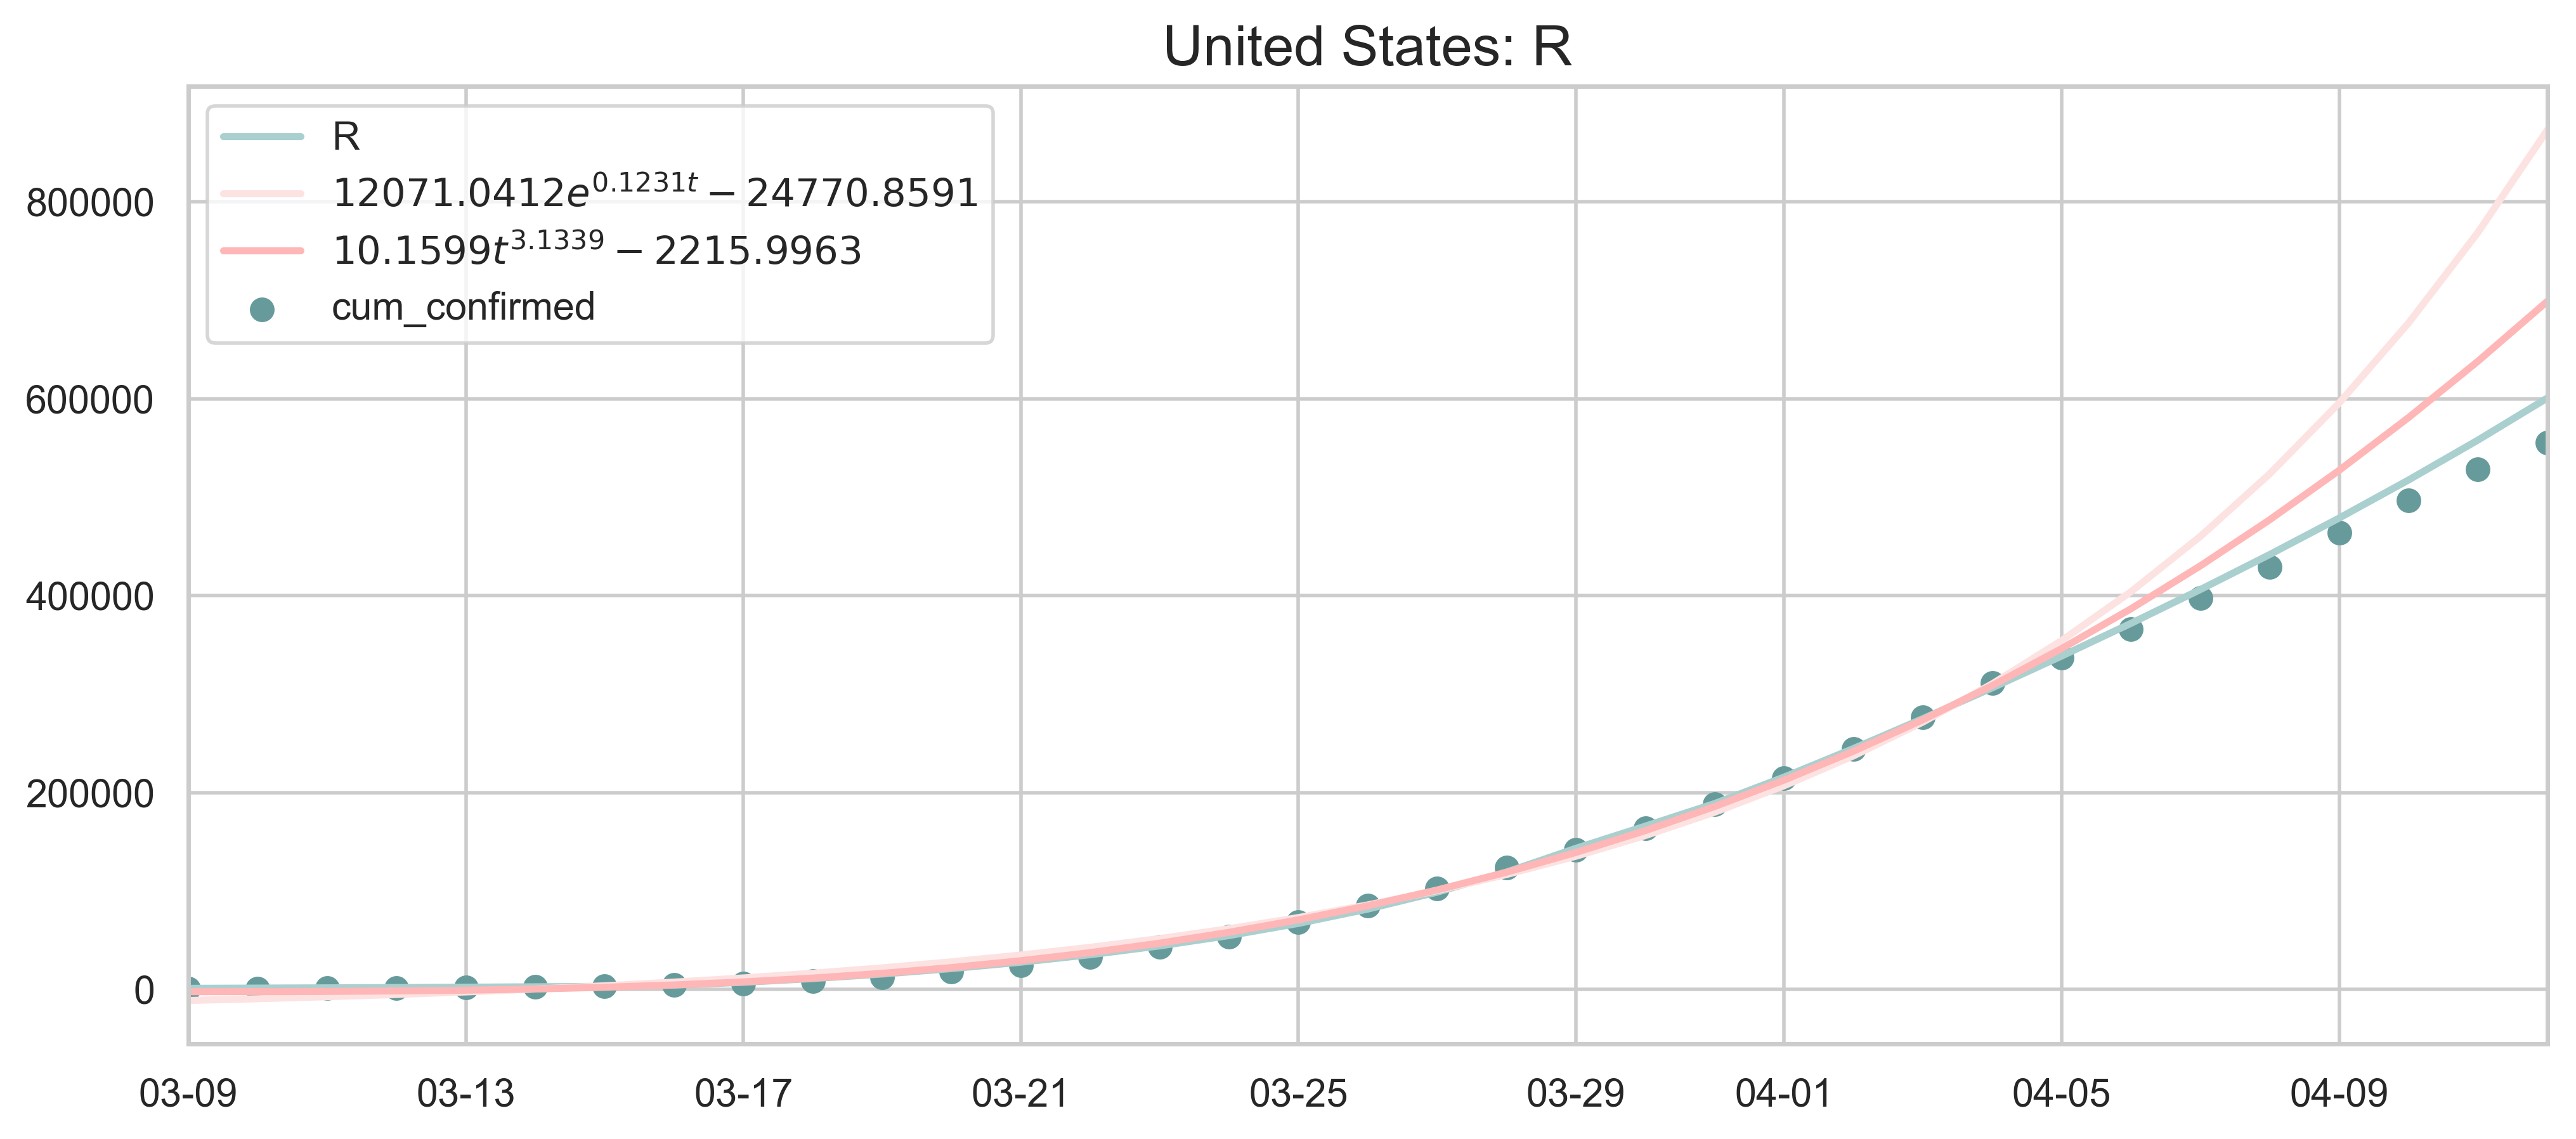 United States: R
R
12071.0412e^{0.1231t} − 24770.8591
10.1599t^{3.1339} − 2215.9963
cum_confirmed
800000
600000
400000
200000
0
03-09 03-13 03-17 03-21 03-25 03-29 04-01 04-05 04-09